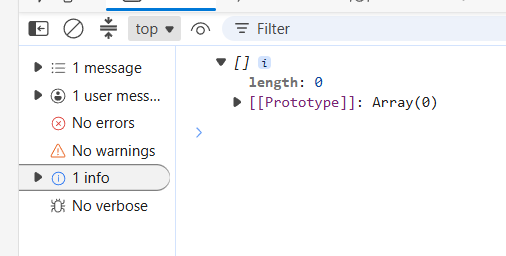 top
Filter
1 message
1 user mess...
No errors
No warnings
1 info
No verbose
[] i
length: 0
[[Prototype]]: Array(0)